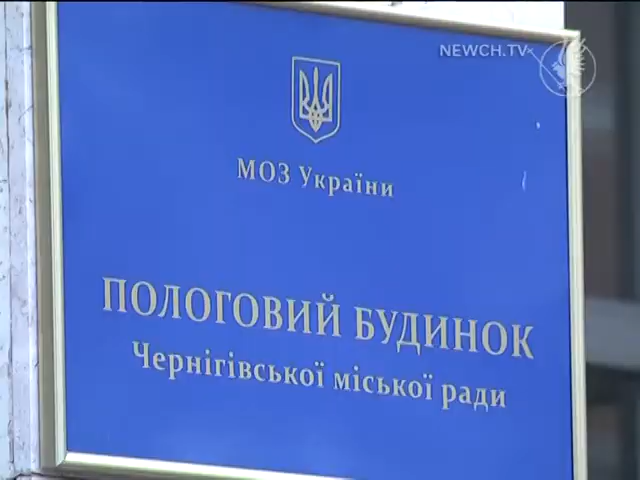 NEWCH.TV
МОЗ України
ПОЛОГОВИЙ БУДИНОК
Чернігівської міської ради